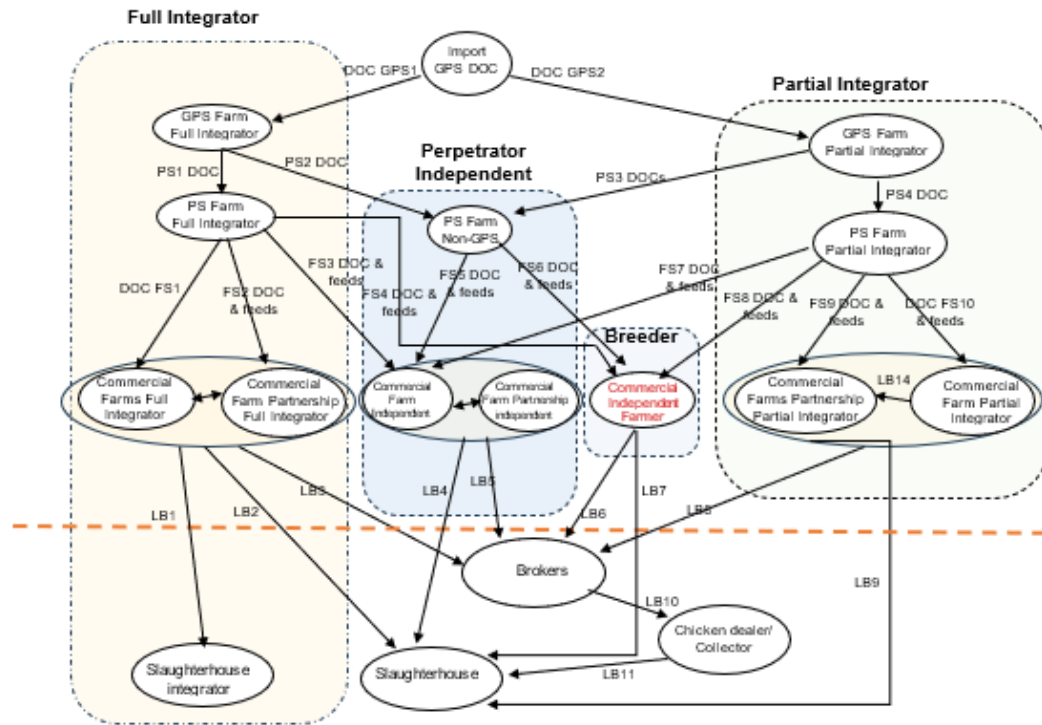 Full Integrator
Import
GPS DOC
DOC GPS1
DOC GPS2
Partial Integrator
GPS Farm
Full Integrator
GPS Farm
Partial Integrator
Perpetrator
Independent
PS1 DOC
PS2 DOC
PS3 DOCs
PS4 DOC
PS Farm
Full Integrator
PS Farm
Non-GPS
PS Farm
Partial Integrator
DOC FS1
FS2 DOC
& feeds
FS3 DOC &
feeds
FS4 DOC &
feeds
FS5 DOC
& feeds
FS6 DOC
& feeds
FS7 DOC
& feeds
FS8 DOC &
feeds
FS9 DOC &
& feeds
DOC FS10
& feeds
Breeder
Commercial
Farms Full
Integrator
Commercial
Farm Partnership
Full Integrator
Commercial
Farm
Independent
Commercial
Farm Partnership
independent
Commercial
Independent
Farmer
Commercial
Farms Partnership
Partial Integrator
LB14
Commercial
Farm Partial
Integrator
LB1
LB2
LB3
LB4
LB5
LB6
LB7
LB8
LB9
Brokers
LB10
Chicken dealer/
Collector
LB11
Slaughterhouse
integrator
Slaughterhouse